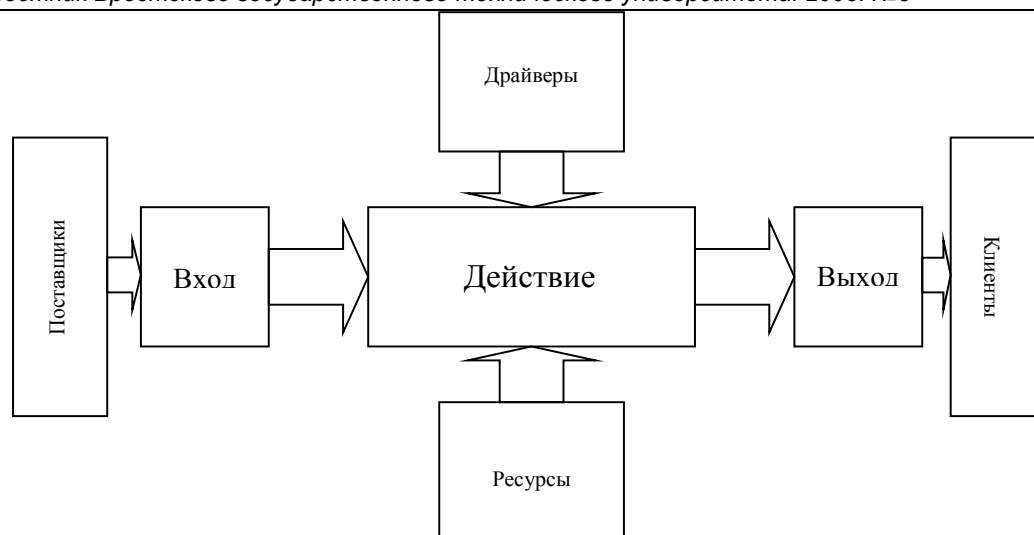 Драйверы
Поставщики
Вход
Действие
Выход
Клиенты
Ресурсы